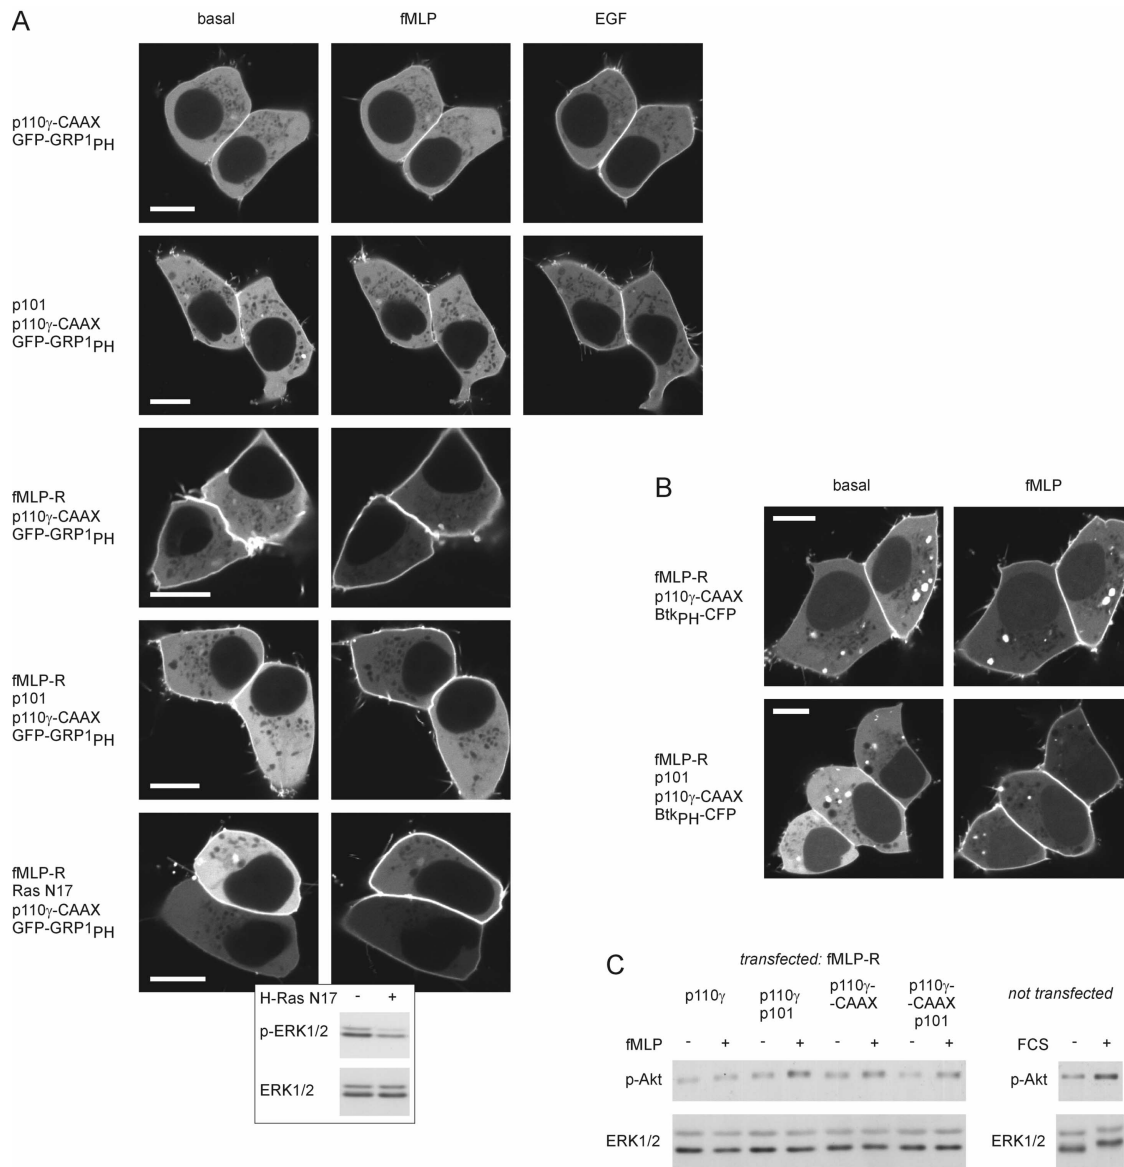 A
basal fMLP EGF
p110γ-CAAX
GFP-GRP1PH
p101
p110γ-CAAX
GFP-GRP1PH
fMLP-R
p110γ-CAAX
GFP-GRP1PH
fMLP-R
p101
p110γ-CAAX
GFP-GRP1PH
fMLP-R
Ras N17
p110γ-CAAX
GFP-GRP1PH
H-Ras N17 - +
p-ERK1/2
ERK1/2
B
basal fMLP
fMLP-R
p110γ-CAAX
BtkPH-CFP
fMLP-R
p101
p110γ-CAAX
BtkPH-CFP
C
transfected: fMLP-R
p110γ
p110γ
p101
p110γ-
-CAAX
p110γ-
-CAAX
p101
not transfected
fMLP - + - + - + - +
FCS - +
p-Akt
p-Akt
ERK1/2
ERK1/2